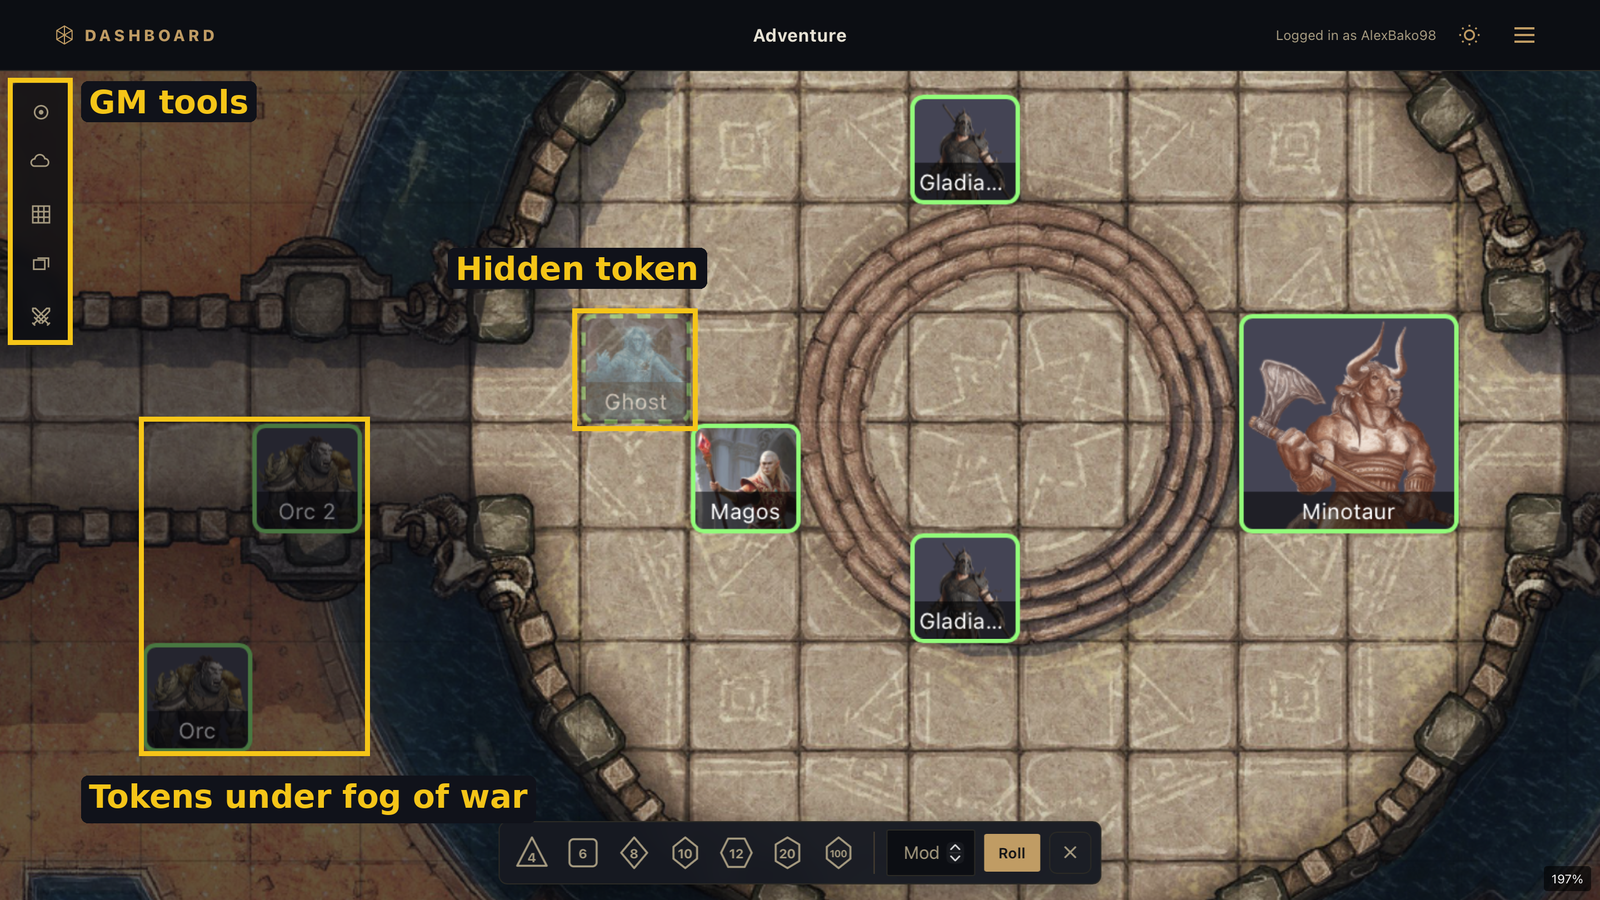 DASHBOARD
Adventure
Logged in as AlexBako98
GM tools
Gladia...
Hidden token
Ghost
Orc 2
Magos
Minotaur
Gladia...
Orc
Tokens under fog of war
4
6
8
10
12
20
100
Mod
Roll
197%